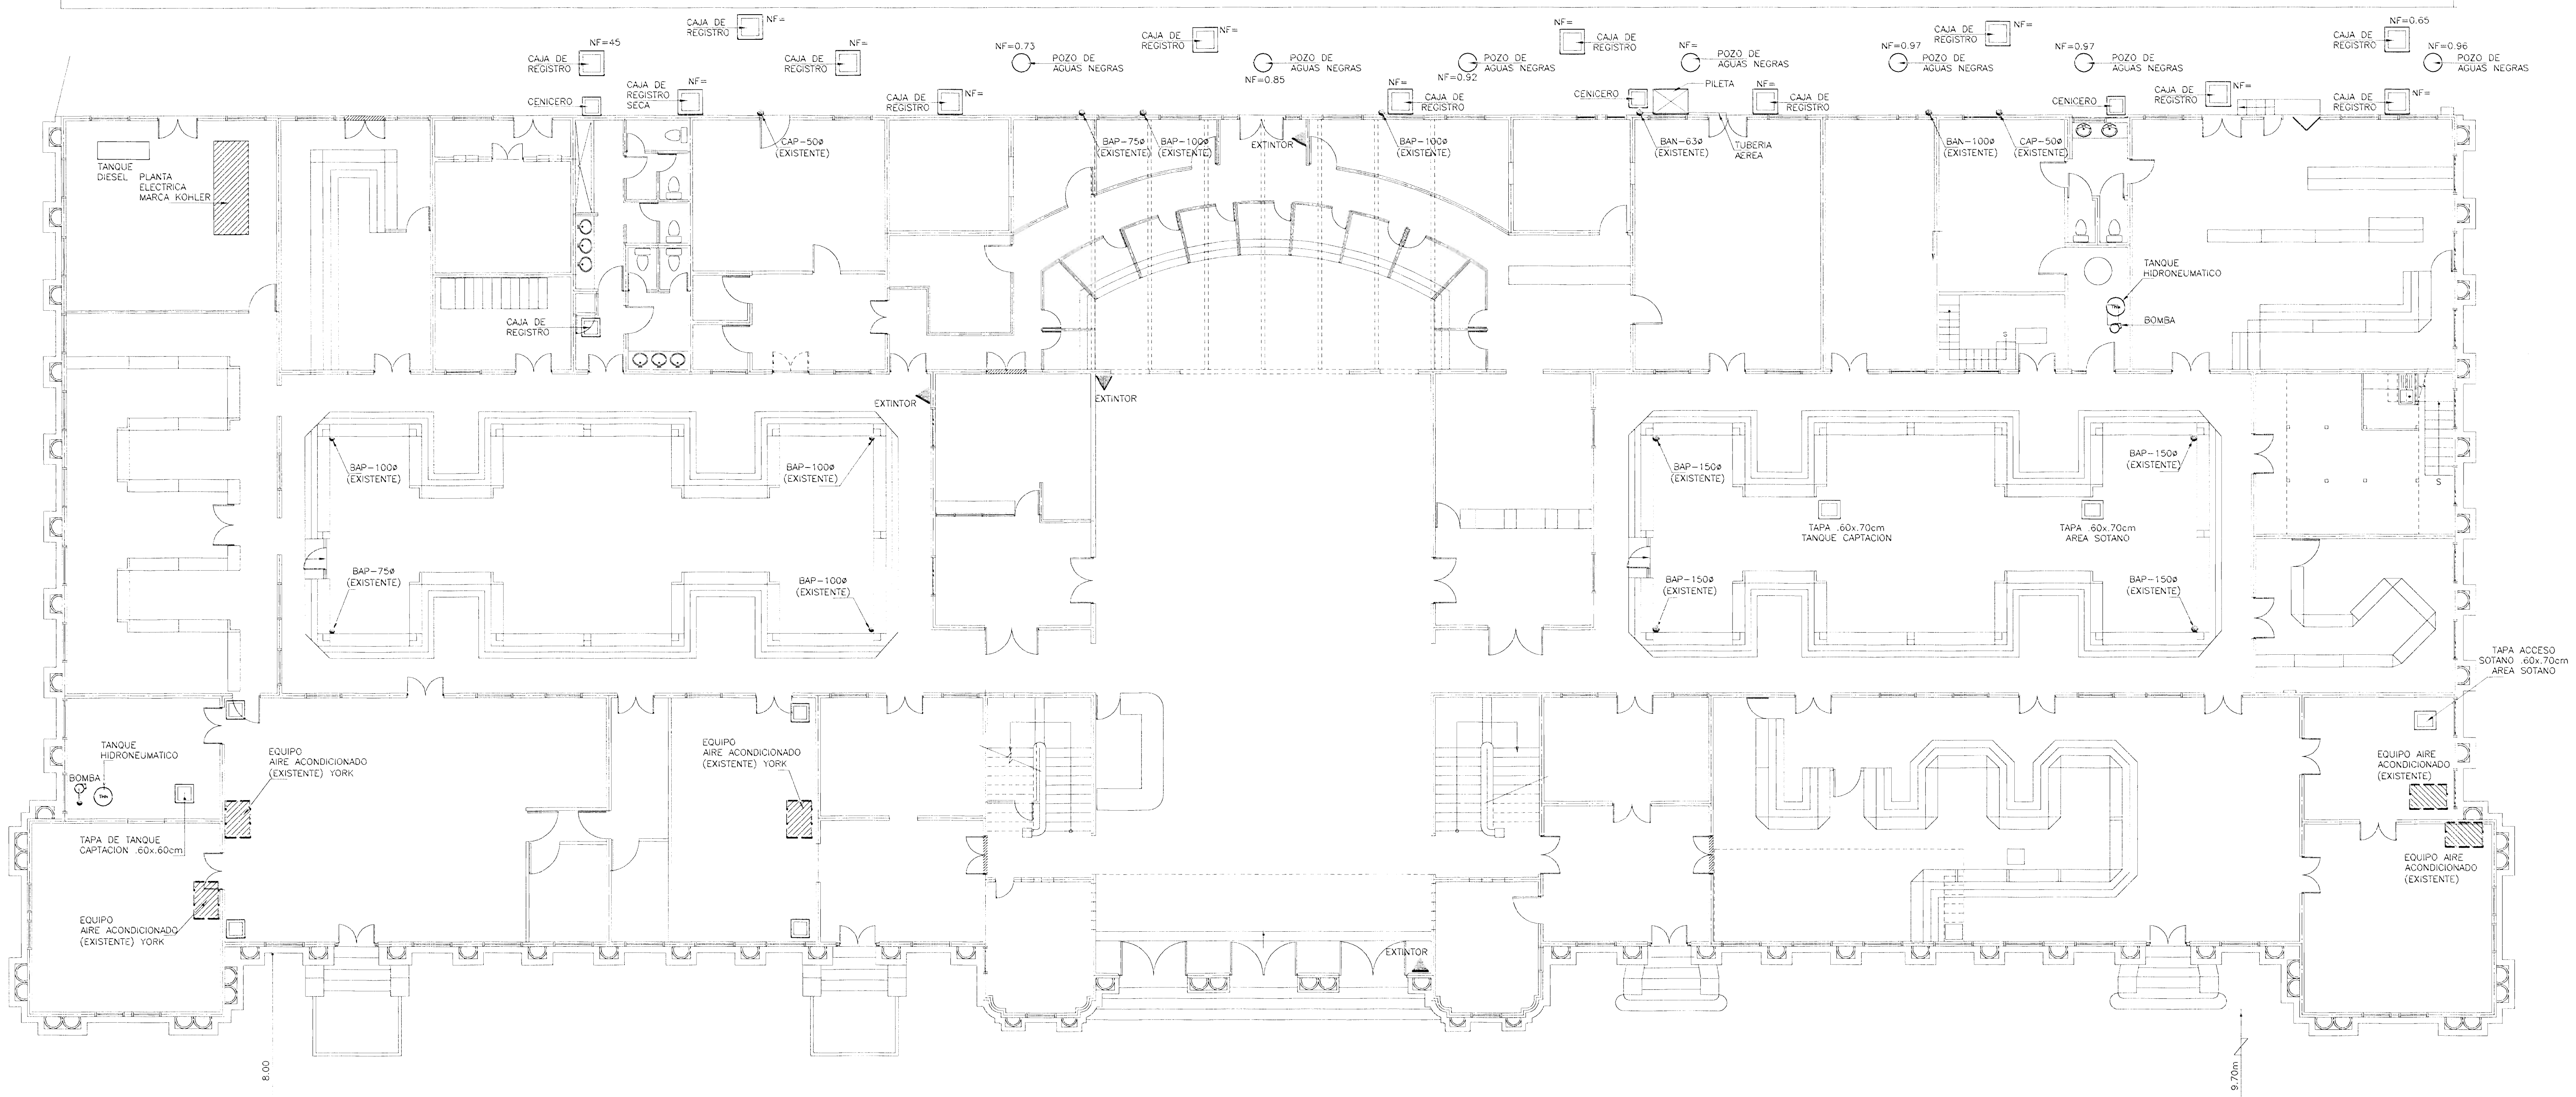 CAJA DE
REGISTRO
NF=
NF=45
CAJA DE
REGISTRO
NF=
CAJA DE
REGISTRO
NF=0.73
POZO DE
AGUAS NEGRAS
CAJA DE
REGISTRO
NF=
POZO DE
AGUAS NEGRAS
NF=0.85
POZO DE
AGUAS NEGRAS
NF=0.92
NF=
CAJA DE
REGISTRO
NF=
POZO DE
AGUAS NEGRAS
NF=0.97
POZO DE
AGUAS NEGRAS
CAJA DE
REGISTRO
NF=
NF=0.97
POZO DE
AGUAS NEGRAS
NF=0.65
CAJA DE
REGISTRO
NF=0.96
POZO DE
AGUAS NEGRAS
CENICERO
CAJA DE
REGISTRO
SECA
NF=
CAJA DE
REGISTRO
NF=
NF=
CAJA DE
REGISTRO
CENICERO
PILETA
NF=
CAJA DE
REGISTRO
CENICERO
CAJA DE
REGISTRO
NF=
CAJA DE
REGISTRO
NF=
TANQUE
DIESEL
PLANTA
ELECTRICA
MARCA KOHLER
CAP-50ø
(EXISTENTE)
BAP-75ø
(EXISTENTE)
BAP-100ø
(EXISTENTE)
EXTINTOR
BAP-100ø
(EXISTENTE)
BAN-63ø
(EXISTENTE)
TUBERIA
AEREA
BAN-100ø
(EXISTENTE)
CAP-50ø
(EXISTENTE)
TANQUE
HIDRONEUMATICO
BOMBA
CAJA DE
REGISTRO
EXTINTOR
EXTINTOR
BAP-100ø
(EXISTENTE)
BAP-100ø
(EXISTENTE)
BAP-150ø
(EXISTENTE)
BAP-150ø
(EXISTENTE)
S
TAPA .60x.70cm
TANQUE CAPTACION
TAPA .60x.70cm
AREA SOTANO
BAP-75ø
(EXISTENTE)
BAP-100ø
(EXISTENTE)
BAP-150ø
(EXISTENTE)
BAP-150ø
(EXISTENTE)
TAPA ACCESO
SOTANO .60x.70cm
AREA SOTANO
TANQUE
HIDRONEUMATICO
BOMBA
EQUIPO
AIRE ACONDICIONADO
(EXISTENTE) YORK
EQUIPO
AIRE ACONDICIONADO
(EXISTENTE) YORK
EQUIPO AIRE
ACONDICIONADO
(EXISTENTE)
TAPA DE TANQUE
CAPTACION .60x.60cm
EQUIPO AIRE
ACONDICIONADO
(EXISTENTE)
EQUIPO
AIRE ACONDICIONADO
(EXISTENTE) YORK
EXTINTOR
8.00
9.70m